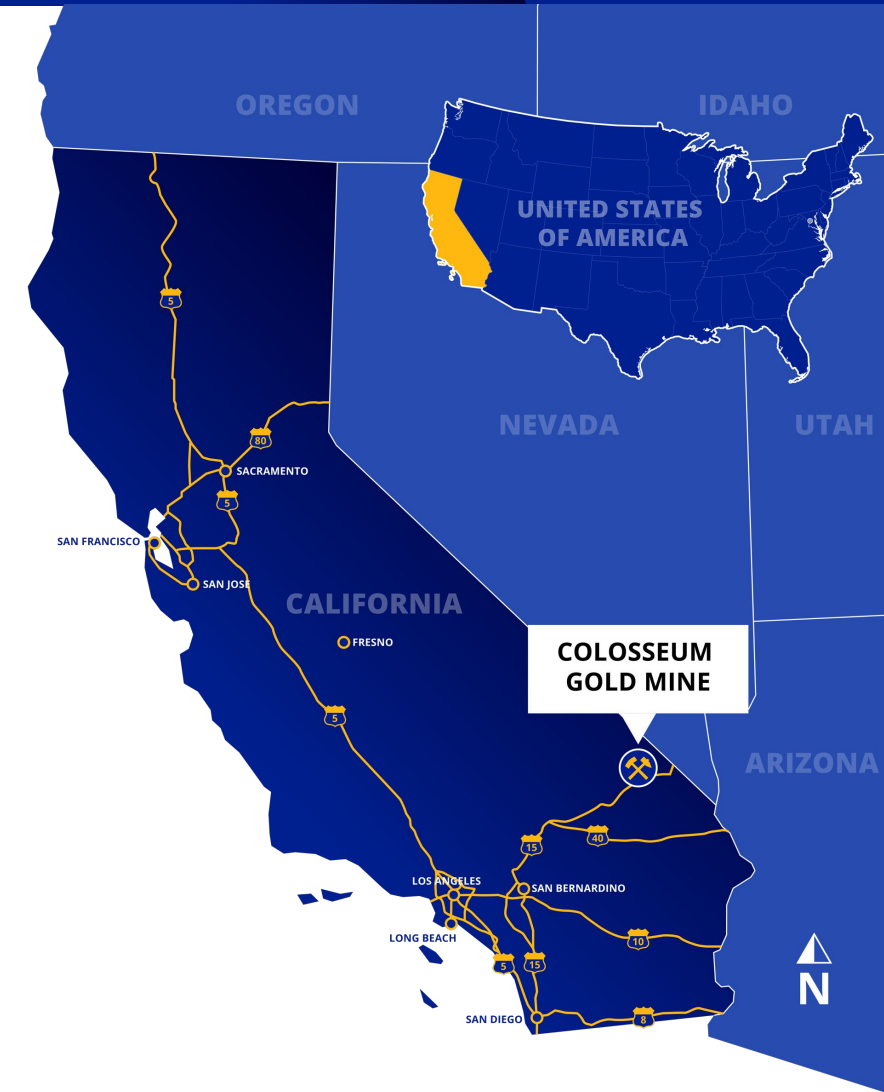 OREGON
IDAHO
UNITED STATES
OF AMERICA
5
NEVADA
UTAH
80
SACRAMENTO
5
SAN FRANCISCO
SAN JOSE
CALIFORNIA
FRESNO
COLOSSEUM
GOLD MINE
5
ARIZONA
40
15
LOS ANGELES
SAN BERNARDINO
LONG BEACH
10
5
15
N
SAN DIEGO
8